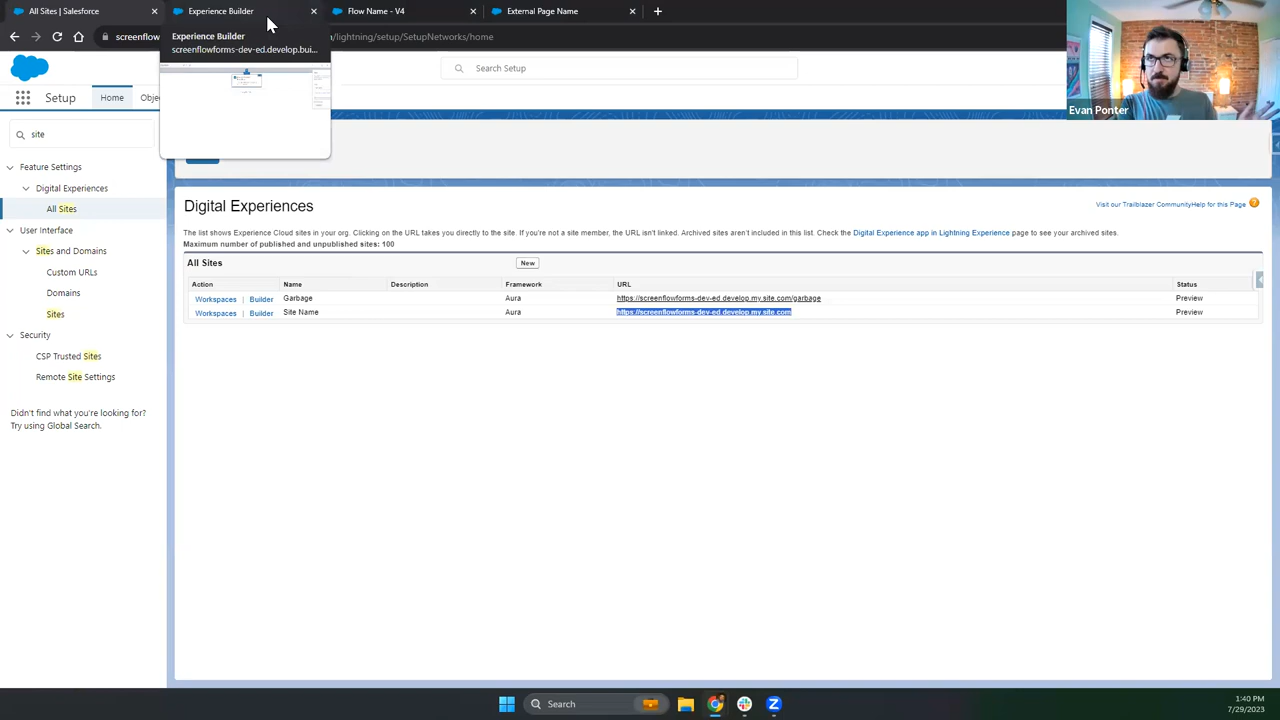 All Sites | Salesforce
Experience Builder
Flow Name - V4
External Page Name
Experience Builder
screenflowforms-dev-ed.develop.bui...
screenflow
/lightning/setup/SetupNetworks/home
Evan Ponter
Search Setup
Setup
Home
Obje
site
Feature Settings
Digital Experiences
All Sites
User Interface
Sites and Domains
Custom URLs
Domains
Sites
Security
CSP Trusted Sites
Remote Site Settings
Didn't find what you're looking for?
Try using Global Search.
Digital Experiences
Visit our Trailblazer Community Help for this Page
The list shows Experience Cloud sites in your org. Clicking on the URL takes you directly to the site. If you're not a site member, the URL isn't linked. Archived sites aren't included in this list. Check the Digital Experience app in Lightning Experience page to see your archived sites.
Maximum number of published and unpublished sites: 100
All Sites
New
Action Name Description Framework URL Status
Workspaces | Builder Garbage Aura https://screenflowforms-dev-ed.develop.my.site.com/garbage Preview
Workspaces | Builder Site Name Aura https://screenflowforms-dev-ed.develop.my.site.com Preview
Search
1:40 PM
7/29/2023